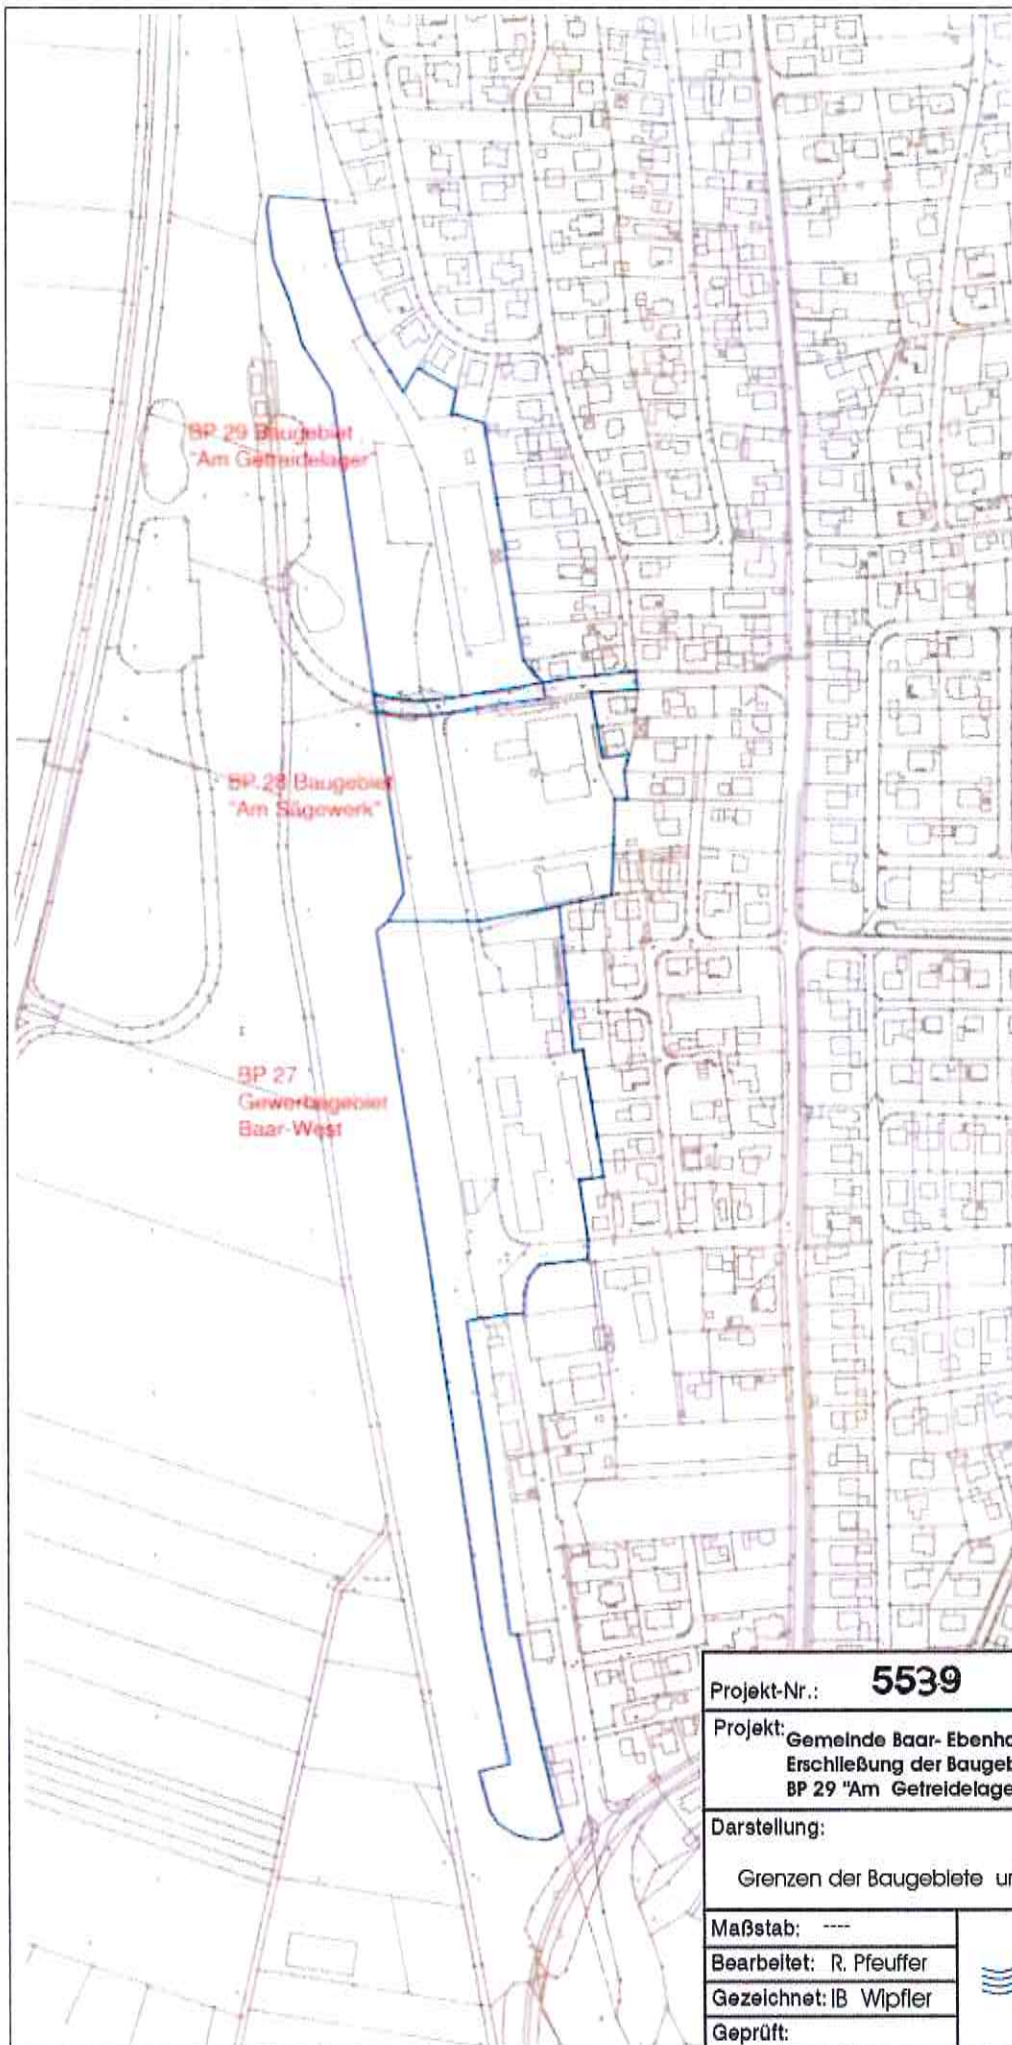 BP 29 Baugebiet
"Am Getreidelager"
BP 28 Baugebiet
"Am Sägewerk"
BP 27
Gewerbegebiet
Baar-West
Projekt-Nr.: 5539
Projekt: Gemeinde Baar- Ebenha
Erschließung der Baugeb
BP 29 "Am Getreidelage
Darstellung:
Grenzen der Baugebiete un
Maßstab: ----
Bearbeitet: R. Pfeuffer
Gezeichnet: IB Wipfler
Geprüft: